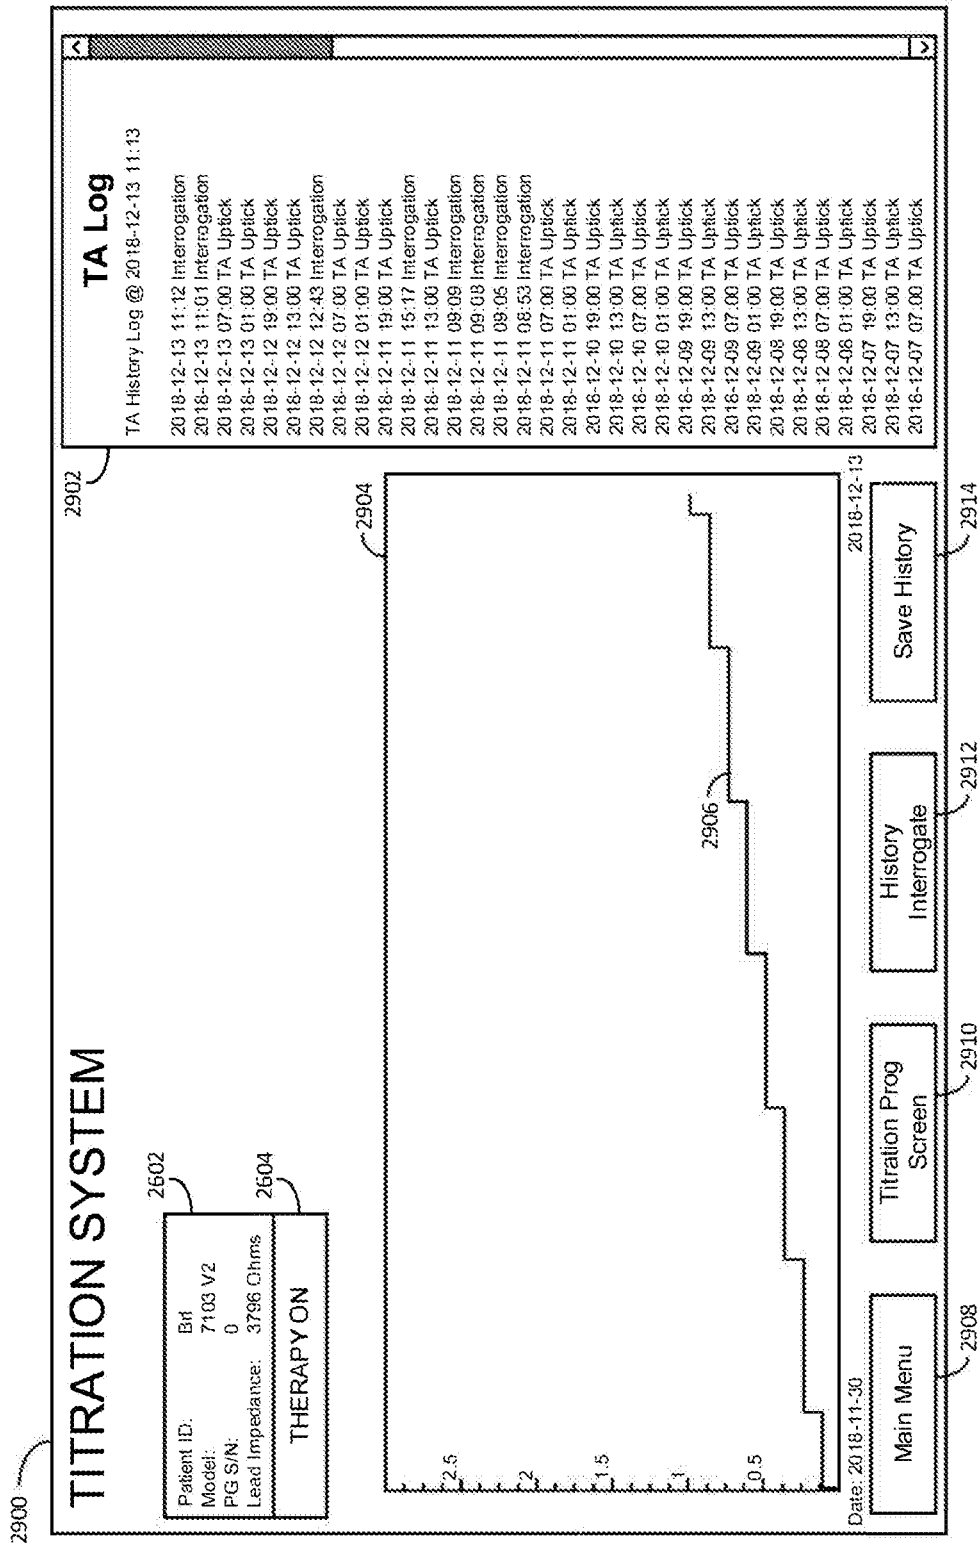 2900
TITRATION SYSTEM
2602
Patient ID: Brl
Model: 7103 V2
PG S/N: 0
Lead Impedance: 3796 Ohms
2604
THERAPY ON
2902
TA Log
TA History Log @ 2018-12-13 11:13
2018-12-13 11:12 Interrogation
2018-12-13 11:01 Interrogation
2018-12-13 07:00 TA Uptick
2018-12-13 01:00 TA Uptick
2018-12-12 19:00 TA Uptick
2018-12-12 13:00 TA Uptick
2018-12-12 12:43 Interrogation
2018-12-12 07:00 TA Uptick
2018-12-12 01:00 TA Uptick
2018-12-11 19:00 TA Uptick
2018-12-11 15:17 Interrogation
2018-12-11 13:00 TA Uptick
2018-12-11 09:09 Interrogation
2018-12-11 09:08 Interrogation
2018-12-11 09:05 Interrogation
2018-12-11 08:53 Interrogation
2018-12-11 07:00 TA Uptick
2018-12-11 01:00 TA Uptick
2018-12-10 19:00 TA Uptick
2018-12-10 13:00 TA Uptick
2018-12-10 07:00 TA Uptick
2018-12-10 01:00 TA Uptick
2018-12-09 19:00 TA Uptick
2018-12-09 13:00 TA Uptick
2018-12-09 07:00 TA Uptick
2018-12-09 01:00 TA Uptick
2018-12-08 19:00 TA Uptick
2018-12-08 13:00 TA Uptick
2018-12-08 07:00 TA Uptick
2018-12-08 01:00 TA Uptick
2018-12-07 19:00 TA Uptick
2018-12-07 13:00 TA Uptick
2018-12-07 07:00 TA Uptick
2904
2.5
2
1.5
1
0.5
2906
Date: 2018-11-30
2018-12-13
Main Menu
Titration Prog
Screen
History
Interrogate
Save History
2908
2910
2912
2914